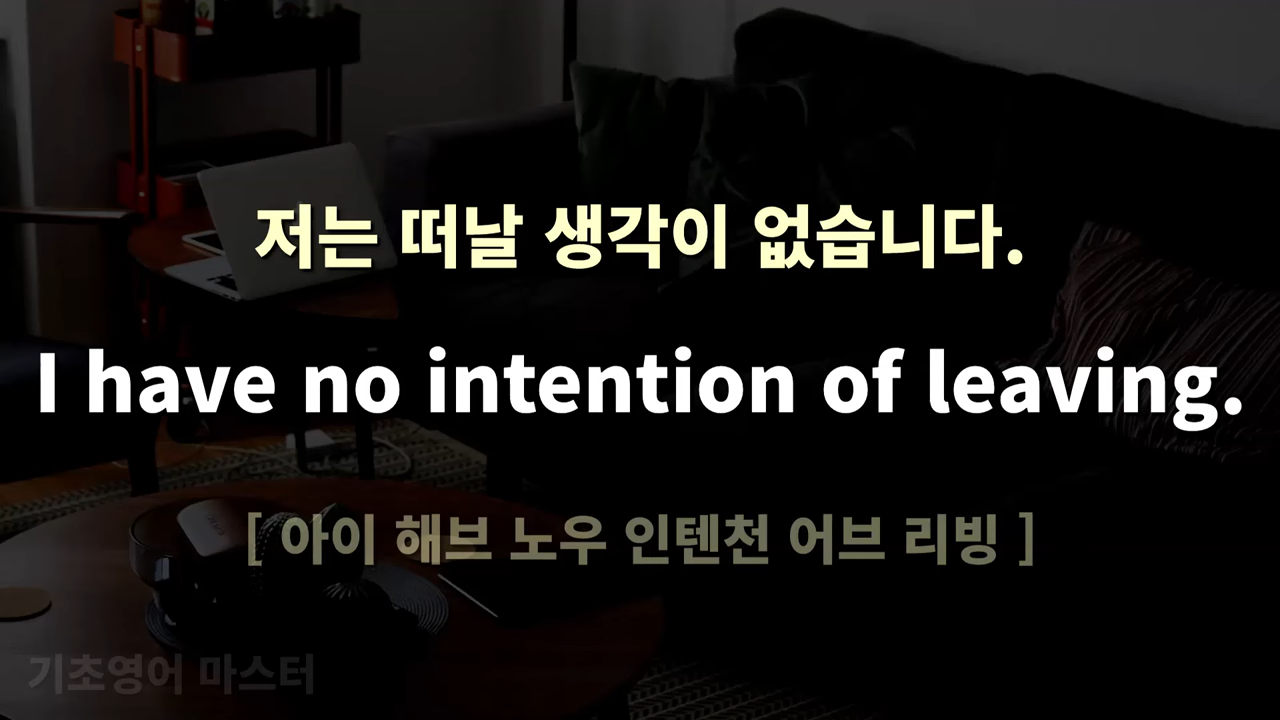 저는 떠날 생각이 없습니다.
I have no intention of leaving.
[ 아이 해브 노우 인텐천 어브 리빙 ]
기초영어 마스터